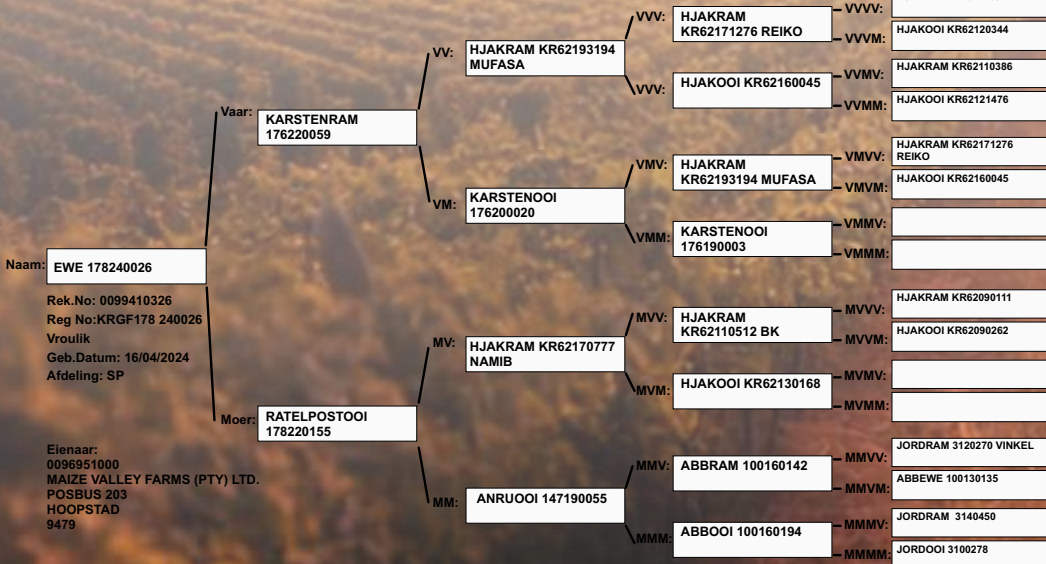 Naam:
EWE 178240026
Rek.No: 0099410326
Reg No:KRGF178 240026
Vroulik
Geb.Datum: 16/04/2024
Afdeling: SP
Eienaar:
0096951000
MAIZE VALLEY FARMS (PTY) LTD.
POSBUS 203
HOOPSTAD
9479
Vaar:
KARSTENRAM
176220059
Moer:
RATELPOSTOOI
178220155
VV:
HJAKRAM KR62193194
MUFASA
VM:
KARSTENOOI
176200020
MV:
HJAKRAM KR62170777
NAMIB
MM:
ANRUOOI 147190055
VVV:
HJAKRAM
KR62171276 REIKO
VVV:
HJAKOOI KR62160045
VMV:
HJAKRAM
KR62193194 MUFASA
VMM:
KARSTENOOI
176190003
MVV:
HJAKRAM
KR62110512 BK
MVM:
HJAKOOI KR62130168
MMV:
ABBRAM 100160142
MMM:
ABBOOI 100160194
VVVV:
VVVM:
HJAKOOI KR62120344
VVMV:
HJAKRAM KR62110386
VVMM:
HJAKOOI KR62121476
VMVV:
HJAKRAM KR62171276
REIKO
VMVM:
HJAKOOI KR62160045
VMMV:
VMMM:
MVVV:
HJAKRAM KR62090111
MVVM:
HJAKOOI KR62090262
MVMV:
MVMM:
MMVV:
JORDRAM 3120270 VINKEL
MMVM:
ABBEWE 100130135
MMMV:
JORDRAM 3140450
MMMM:
JORDOOI 3100278